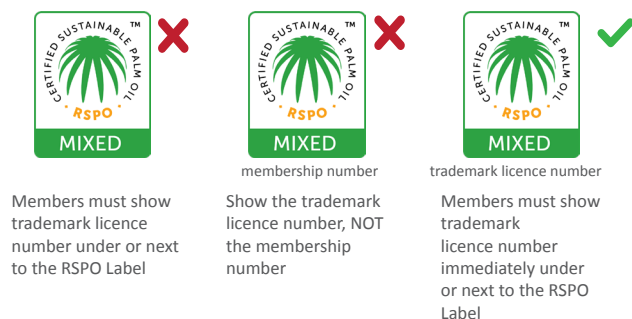 CERTIFIED SUSTAINABLE PALM OIL
TM
RSPO
MIXED
Members must show
trademark licence
number under or next
to the RSPO Label
CERTIFIED SUSTAINABLE PALM OIL
TM
RSPO
MIXED
membership number
Show the trademark
licence number, NOT
the membership
number
CERTIFIED SUSTAINABLE PALM OIL
TM
RSPO
MIXED
trademark licence number
Members must show
trademark
licence number
immediately under
or next to the RSPO
Label